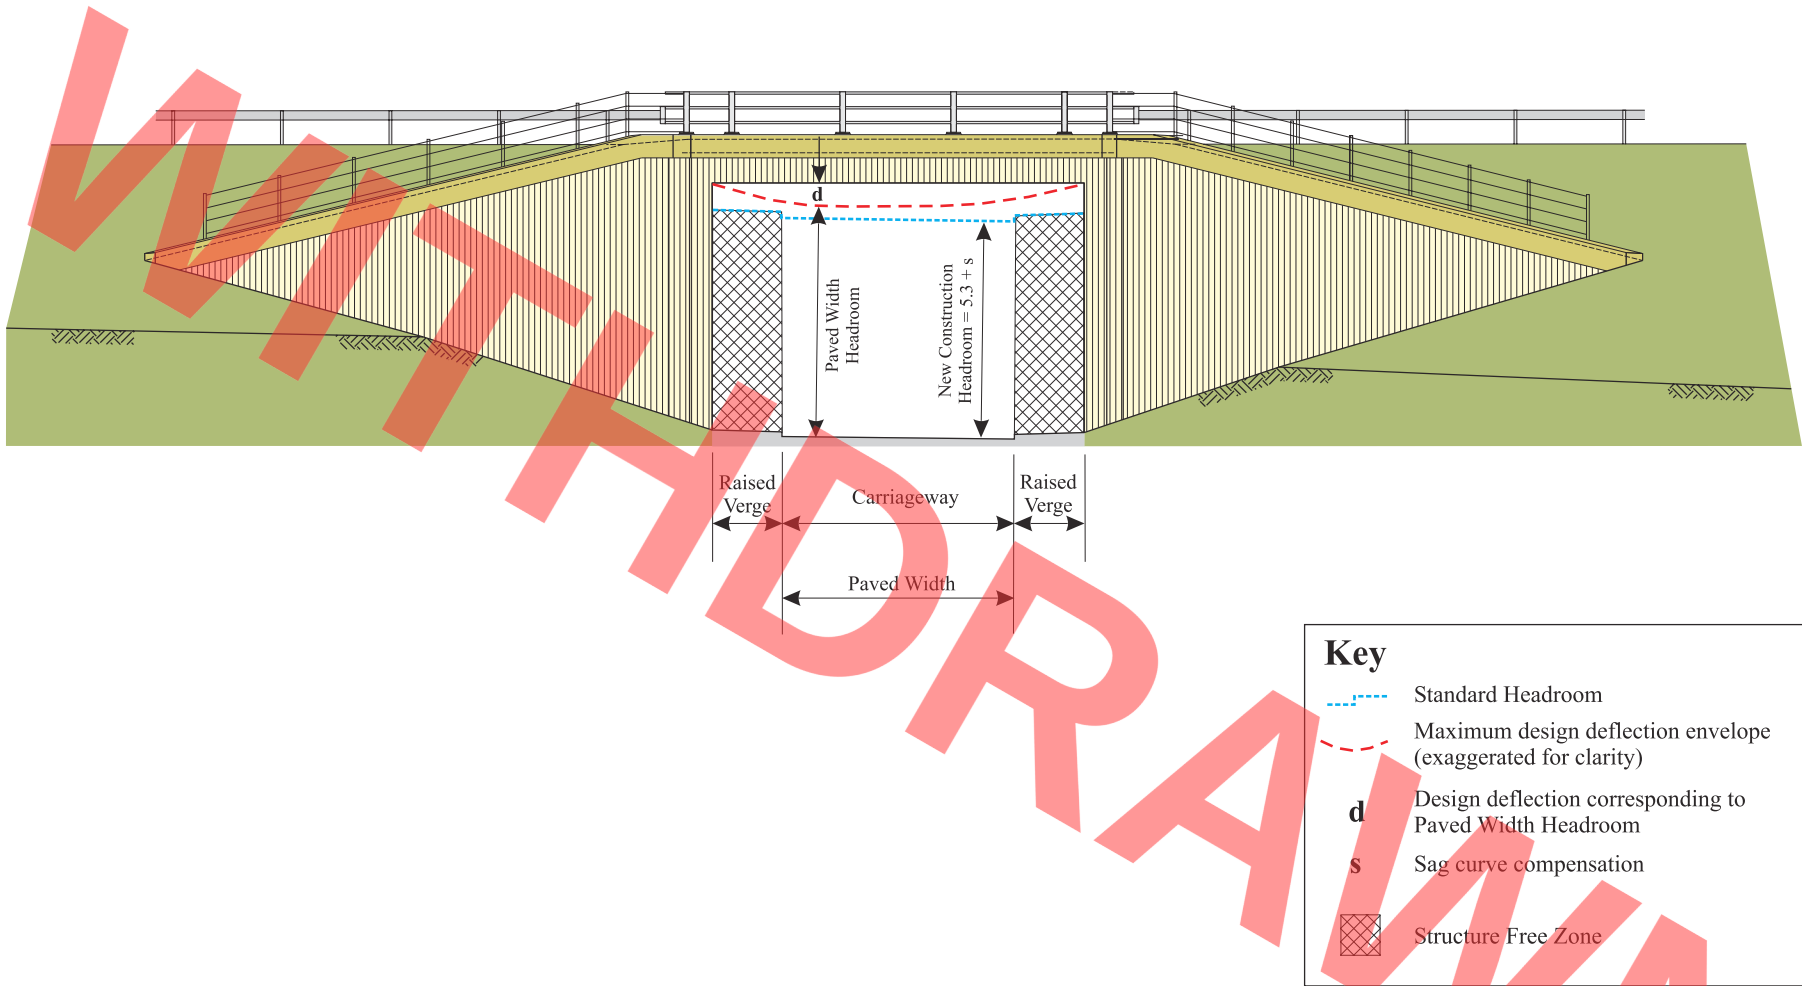 d
Paved Width
Headroom
New Construction
Headroom = 5.3 + s
Raised
Verge
Carriageway
Raised
Verge
Paved Width
Key
Standard Headroom
Maximum design deflection envelope
(exaggerated for clarity)
d
Design deflection corresponding to
Paved Width Headroom
s
Sag curve compensation
Structure Free Zone
WITHDRAWN